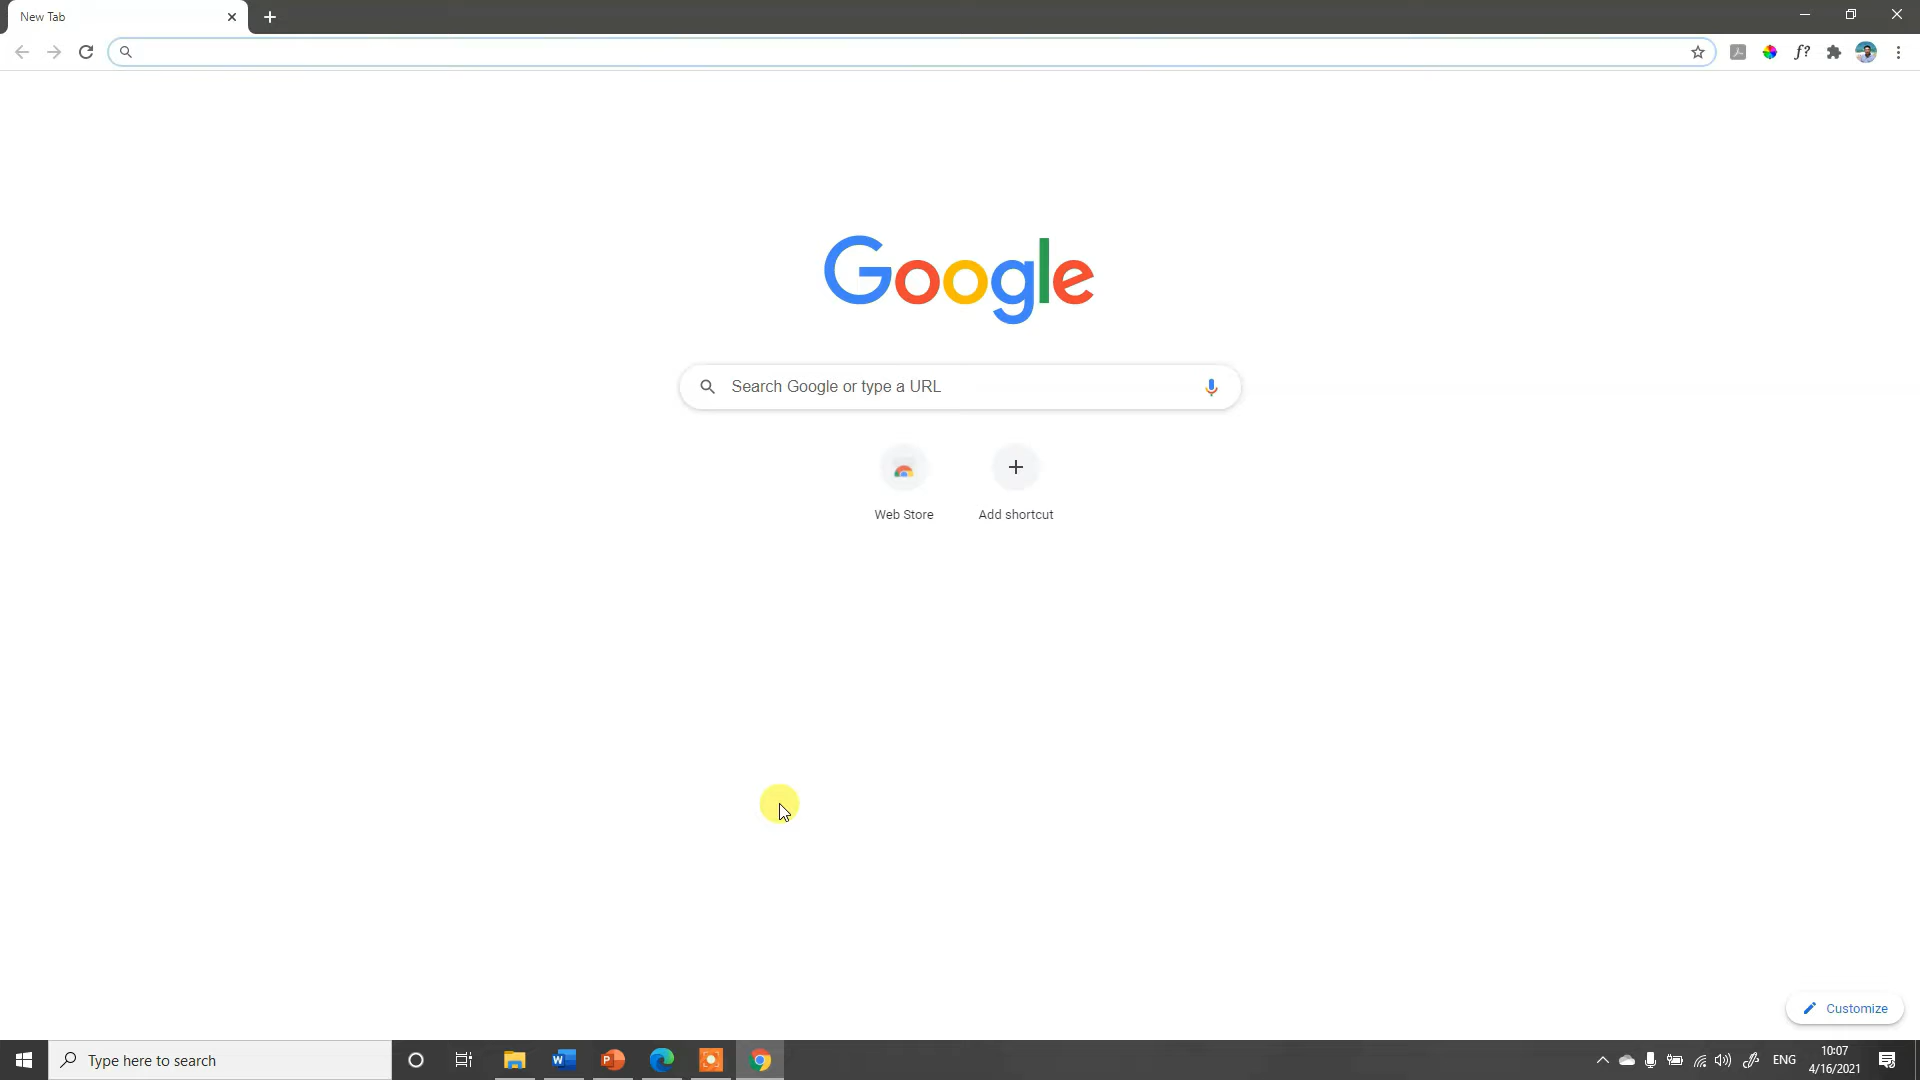 New Tab
Google
Search Google or type a URL
Web Store
Add shortcut
Customize
Type here to search
ENG
10:07
4/16/2021